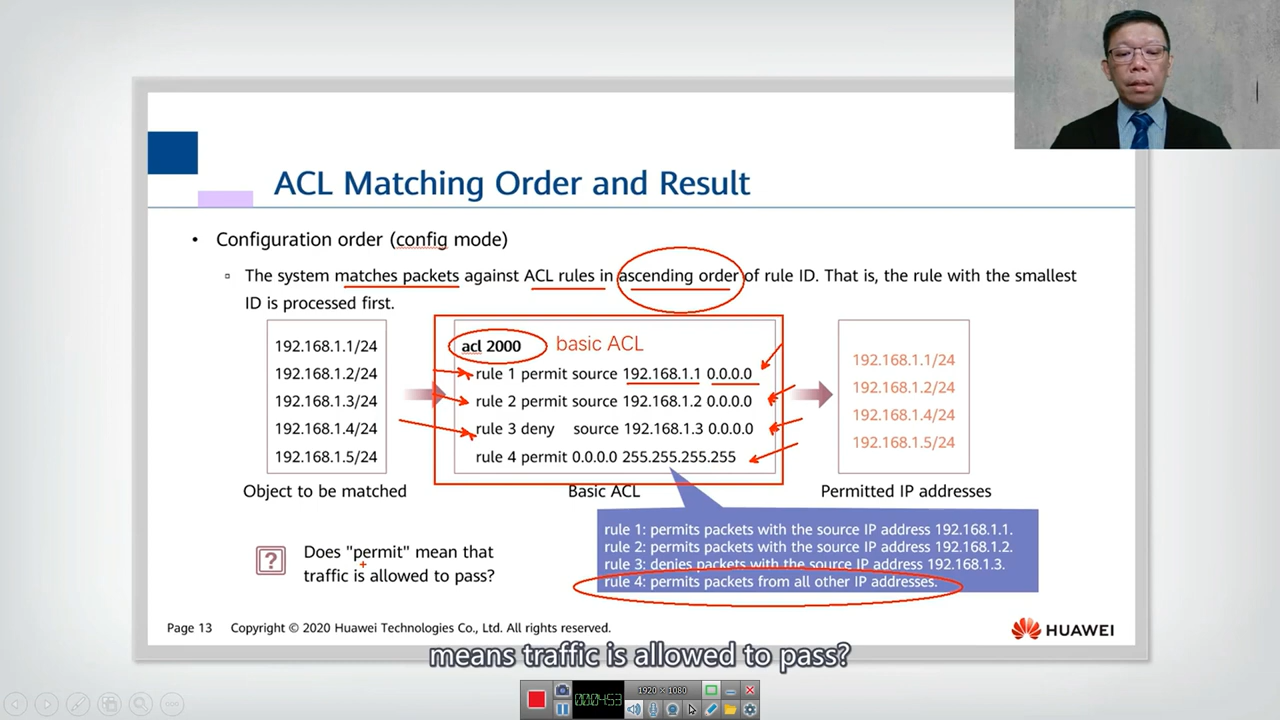 ACL Matching Order and Result
• Configuration order (config mode)
▫ The system matches packets against ACL rules in ascending order of rule ID. That is, the rule with the smallest
ID is processed first.
192.168.1.1/24
192.168.1.2/24
192.168.1.3/24
192.168.1.4/24
192.168.1.5/24
Object to be matched
acl 2000 basic ACL
rule 1 permit source 192.168.1.1 0.0.0.0
rule 2 permit source 192.168.1.2 0.0.0.0
rule 3 deny source 192.168.1.3 0.0.0.0
rule 4 permit 0.0.0.0 255.255.255.255
Basic ACL
192.168.1.1/24
192.168.1.2/24
192.168.1.4/24
192.168.1.5/24
Permitted IP addresses
rule 1: permits packets with the source IP address 192.168.1.1.
rule 2: permits packets with the source IP address 192.168.1.2.
rule 3: denies packets with the source IP address 192.168.1.3.
rule 4: permits packets from all other IP addresses.
?
Does "permit" mean that
traffic is allowed to pass?
Page 13 Copyright © 2020 Huawei Technologies Co., Ltd. All rights reserved.
HUAWEI
means traffic is allowed to pass?
1920 × 1080
000453